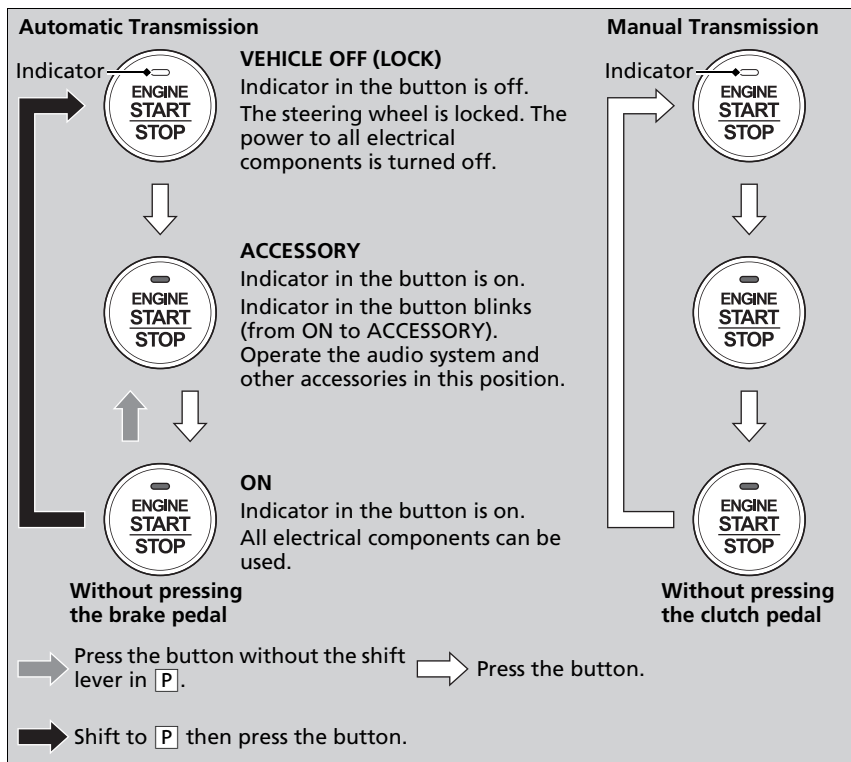 Automatic Transmission
Manual Transmission
Indicator
ENGINE
START
STOP
VEHICLE OFF (LOCK)
Indicator in the button is off.
The steering wheel is locked. The
power to all electrical
components is turned off.
Indicator
ENGINE
START
STOP
ENGINE
START
STOP
ACCESSORY
Indicator in the button is on.
Indicator in the button blinks
(from ON to ACCESSORY).
Operate the audio system and
other accessories in this position.
ENGINE
START
STOP
ENGINE
START
STOP
ON
Indicator in the button is on.
All electrical components can be
used.
ENGINE
START
STOP
Without pressing
the brake pedal
Without pressing
the clutch pedal
Press the button without the shift
lever in P.
Press the button.
Shift to P then press the button.